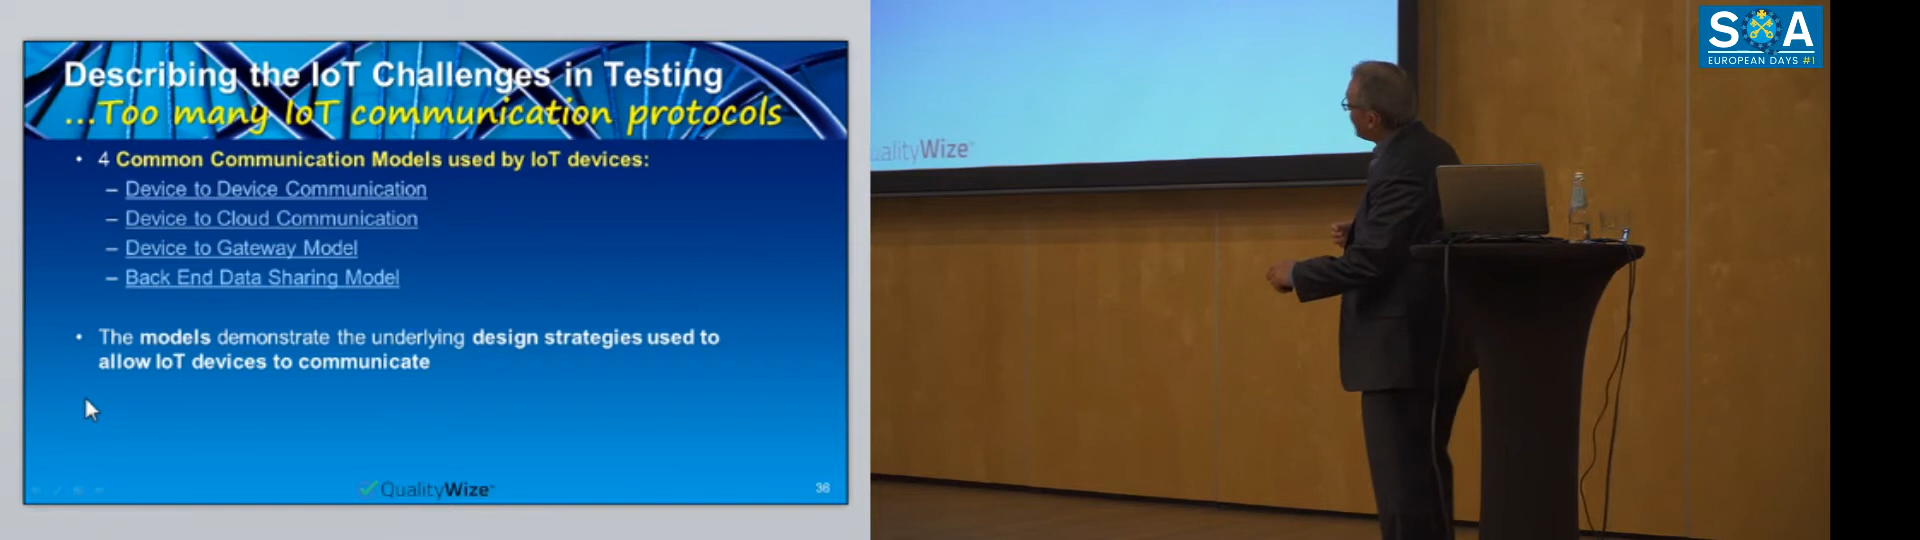 Describing the IoT Challenges in Testing
...Too many IoT communication protocols
• 4 Common Communication Models used by IoT devices:
– Device to Device Communication
– Device to Cloud Communication
– Device to Gateway Model
– Back End Data Sharing Model
• The models demonstrate the underlying design strategies used to
allow IoT devices to communicate
QualityWize
36
alityWize
SQA
EUROPEAN DAYS #1